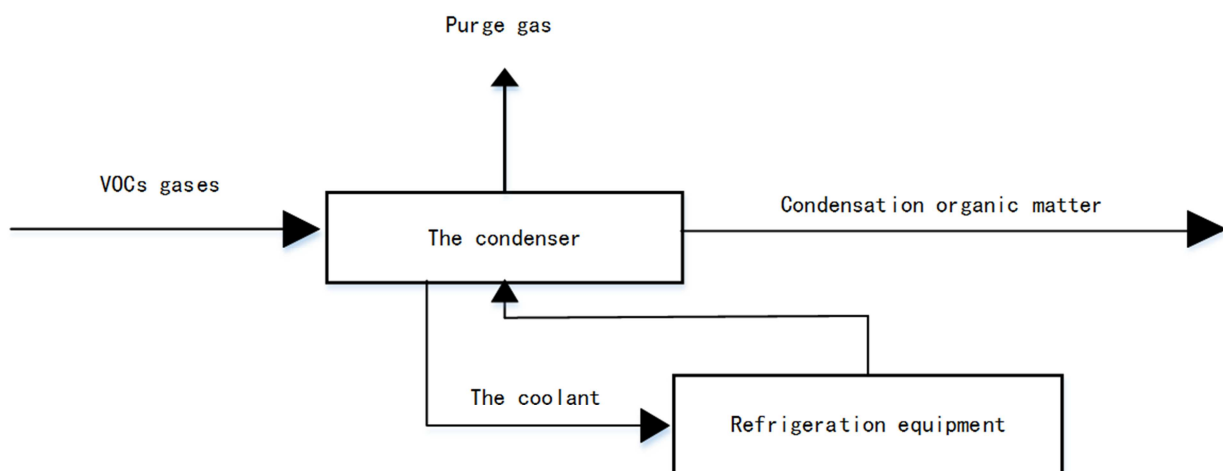 Purge gas
VOCs gases
Condensation organic matter
The condenser
The coolant
Refrigeration equipment